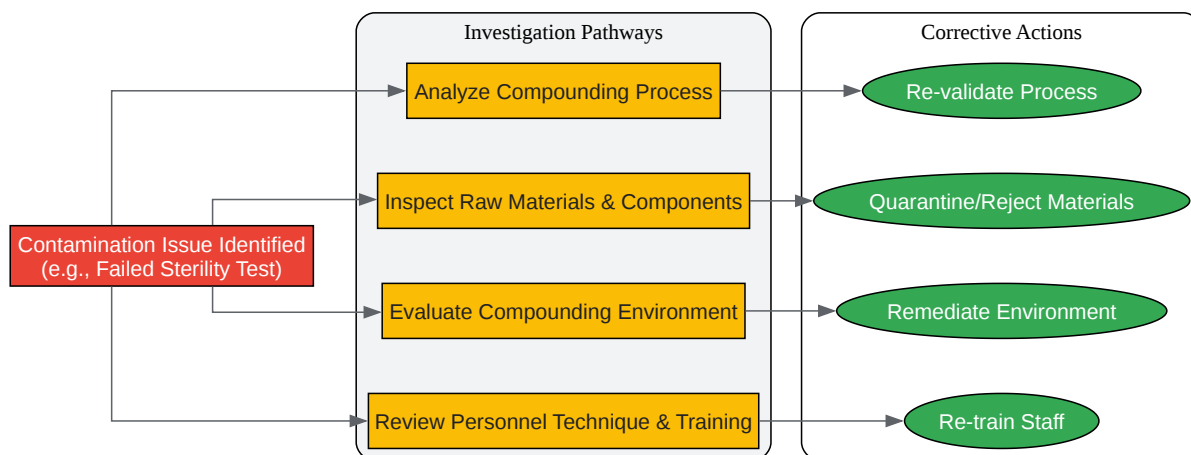 Investigation Pathways
Corrective Actions
Analyze Compounding Process
Re-validate Process
Inspect Raw Materials & Components
Quarantine/Reject Materials
Contamination Issue Identified
(e.g., Failed Sterility Test)
Evaluate Compounding Environment
Remediate Environment
Review Personnel Technique & Training
Re-train Staff